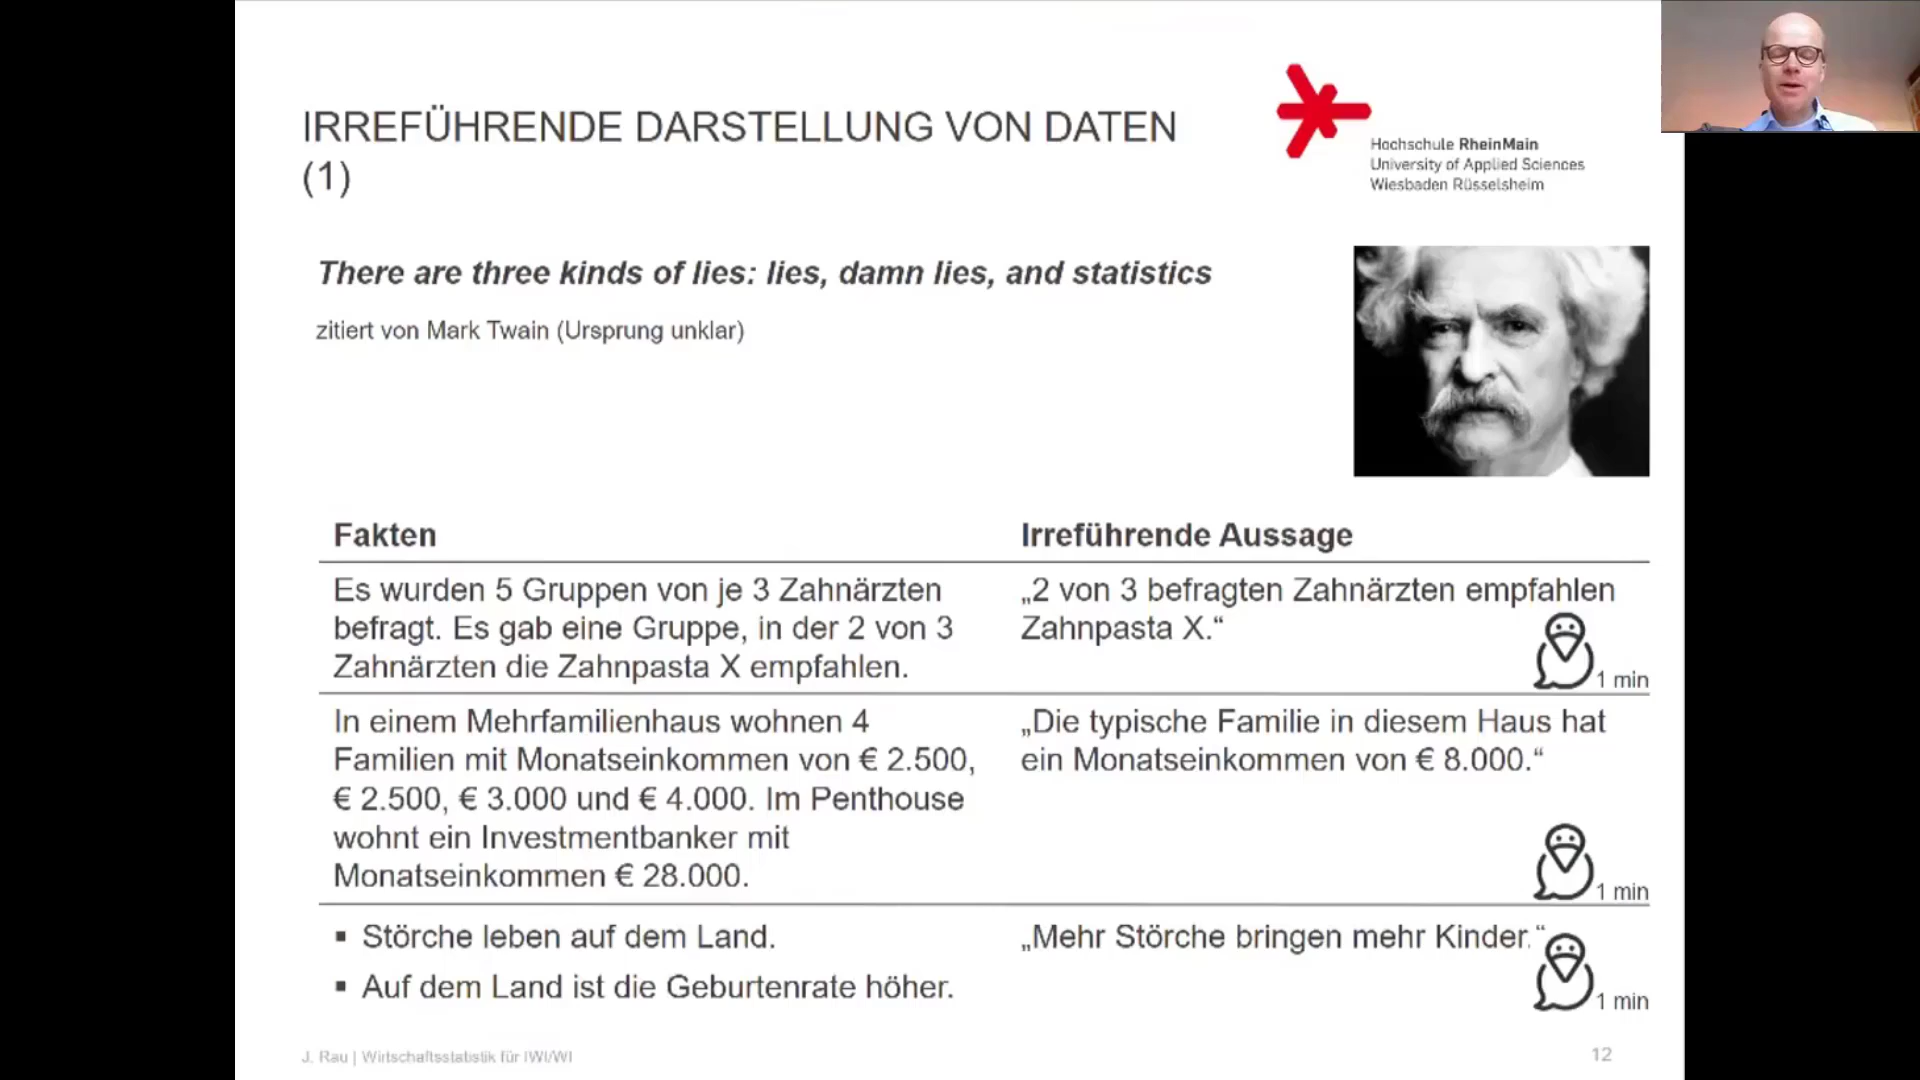 IRREFÜHRENDE DARSTELLUNG VON DATEN
(1)
Hochschule RheinMain
University of Applied Sciences
Wiesbaden Rüsselsheim
There are three kinds of lies: lies, damn lies, and statistics
zitiert von Mark Twain (Ursprung unklar)
Fakten
Irreführende Aussage
Es wurden 5 Gruppen von je 3 Zahnärzten
befragt. Es gab eine Gruppe, in der 2 von 3
Zahnärzten die Zahnpasta X empfahlen.
„2 von 3 befragten Zahnärzten empfahlen
Zahnpasta X.“
1 min
In einem Mehrfamilienhaus wohnen 4
Familien mit Monatseinkommen von € 2.500,
€ 2.500, € 3.000 und € 4.000. Im Penthouse
wohnt ein Investmentbanker mit
Monatseinkommen € 28.000.
„Die typische Familie in diesem Haus hat
ein Monatseinkommen von € 8.000.“
1 min
▪ Störche leben auf dem Land.
▪ Auf dem Land ist die Geburtenrate höher.
„Mehr Störche bringen mehr Kinder.“
1 min
J. Rau | Wirtschaftsstatistik für IWI/WI
12